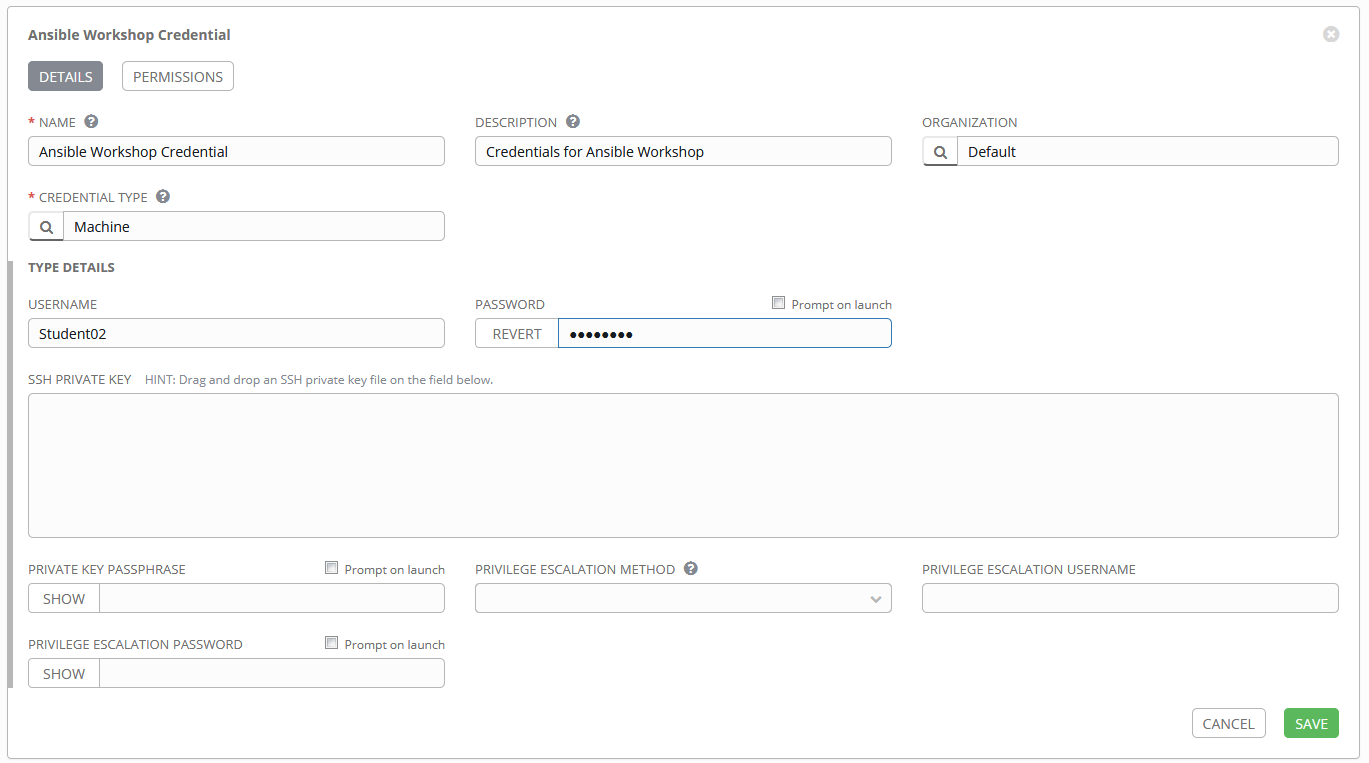 Ansible Workshop Credential
DETAILS PERMISSIONS
* NAME DESCRIPTION ORGANIZATION
Ansible Workshop Credential Credentials for Ansible Workshop Default
* CREDENTIAL TYPE
Machine
TYPE DETAILS
USERNAME PASSWORD Prompt on launch
Student02 REVERT ••••••••
SSH PRIVATE KEY HINT: Drag and drop an SSH private key file on the field below.
PRIVATE KEY PASSPHRASE Prompt on launch PRIVILEGE ESCALATION METHOD PRIVILEGE ESCALATION USERNAME
SHOW
PRIVILEGE ESCALATION PASSWORD Prompt on launch
SHOW
CANCEL SAVE